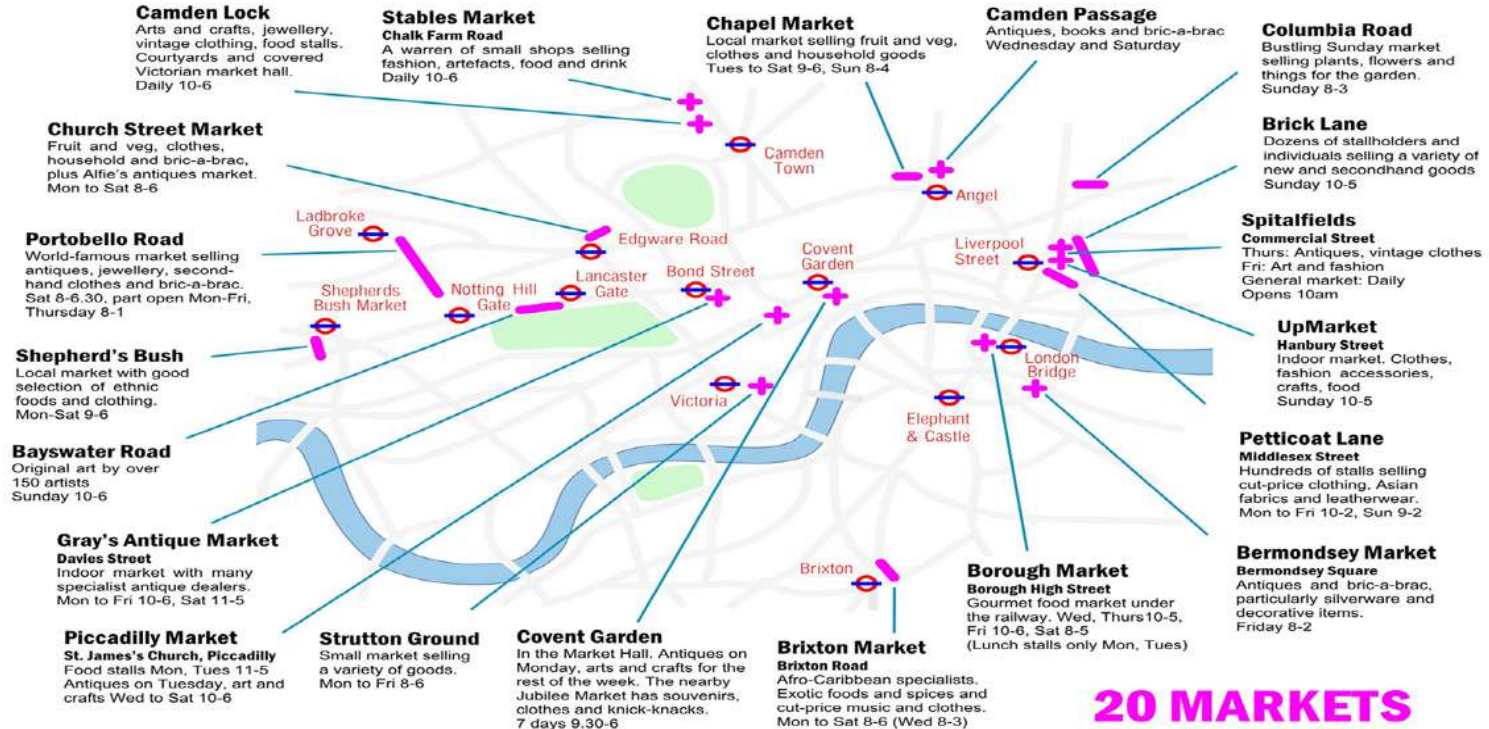 Camden Lock
Arts and crafts, jewellery,
vintage clothing, food stalls.
Courtyards and covered
Victorian market hall.
Daily 10-6
Stables Market
Chalk Farm Road
A warren of small shops selling
fashion, artefacts, food and drink
Daily 10-6
Chapel Market
Local market selling fruit and veg,
clothes and household goods
Tues to Sat 9-6, Sun 8-4
Camden Passage
Antiques, books and bric-a-brac
Wednesday and Saturday
Columbia Road
Bustling Sunday market
selling plants, flowers and
things for the garden.
Sunday 8-3
Church Street Market
Fruit and veg, clothes,
household and bric-a-brac,
plus Alfie's antiques market.
Mon to Sat 8-6
Brick Lane
Dozens of stallholders and
individuals selling a variety of
new and secondhand goods
Sunday 10-5
Portobello Road
World-famous market selling
antiques, jewellery, second-
hand clothes and bric-a-brac.
Sat 8-6.30, part open Mon-Fri,
Thursday 8-1
Spitalfields
Commercial Street
Thurs: Antiques, vintage clothes
Fri: Art and fashion
General market: Daily
Opens 10am
Camden
Town
Angel
Ladbroke
Grove
Edgware Road
Covent
Garden
Liverpool
Street
Bond Street
Lancaster
Gate
Notting Hill
Gate
Shepherds
Bush Market
London
Bridge
Victoria
Elephant
& Castle
Brixton
Shepherd's Bush
Local market with good
selection of ethnic
foods and clothing.
Mon-Sat 9-6
UpMarket
Hanbury Street
Indoor market. Clothes,
fashion accessories,
crafts, food
Sunday 10-5
Bayswater Road
Original art by over
150 artists
Sunday 10-6
Petticoat Lane
Middlesex Street
Hundreds of stalls selling
cut-price clothing, Asian
fabrics and leatherwear.
Mon to Fri 10-2, Sun 9-2
Gray's Antique Market
Davies Street
Indoor market with many
specialist antique dealers.
Mon to Fri 10-6, Sat 11-5
Bermondsey Market
Bermondsey Square
Antiques and bric-a-brac,
particularly silverware and
decorative items.
Friday 8-2
Piccadilly Market
St. James's Church, Piccadilly
Food stalls Mon, Tues 11-5
Antiques on Tuesday, art and
crafts Wed to Sat 10-6
Strutton Ground
Small market selling
a variety of goods.
Mon to Fri 8-6
Covent Garden
In the Market Hall. Antiques on
Monday, arts and crafts for the
rest of the week. The nearby
Jubilee Market has souvenirs,
clothes and knick-knacks.
7 days 9.30-6
Brixton Market
Brixton Road
Afro-Caribbean specialists.
Exotic foods and spices and
cut-price music and clothes.
Mon to Sat 8-6 (Wed 8-3)
Borough Market
Borough High Street
Gourmet food market under
the railway. Wed, Thurs10-5,
Fri 10-6, Sat 8-5
(Lunch stalls only Mon, Tues)
20 MARKETS